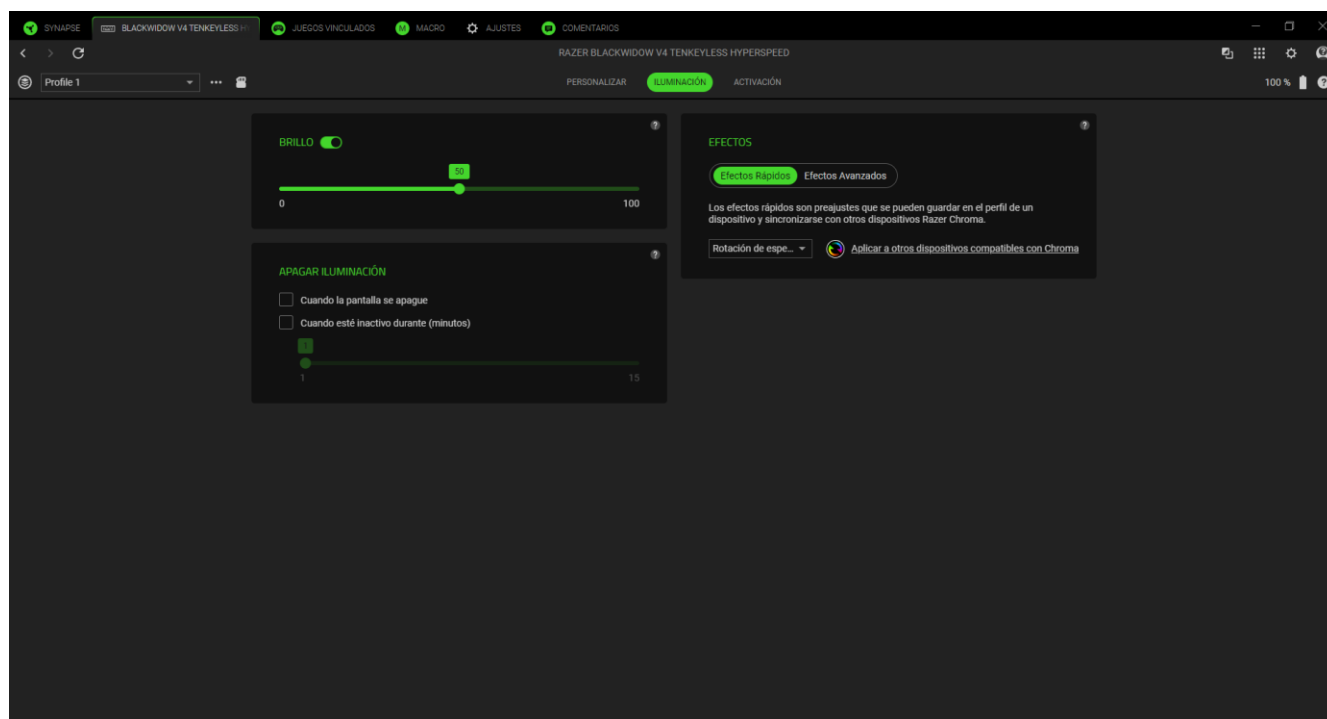 SYNAPSE
BLACKWIDOW V4 TENKEYLESS
JUEGOS VINCULADOS
M
MACRO
AJUSTES
COMENTARIOS
RAZER BLACKWIDOW V4 TENKEYLESS HYPERSPEED
Profile 1
PERSONALIZAR
ILUMINACIÓN
ACTIVACIÓN
100 %
BRILLO
50
0
100
APAGAR ILUMINACIÓN
Cuando la pantalla se apague
Cuando esté inactivo durante (minutos)
1
1
15
EFECTOS
Efectos Rápidos
Efectos Avanzados
Los efectos rápidos son preajustes que se pueden guardar en el perfil de un
dispositivo y sincronizarse con otros dispositivos Razer Chroma.
Rotación de espe...
Aplicar a otros dispositivos compatibles con Chroma